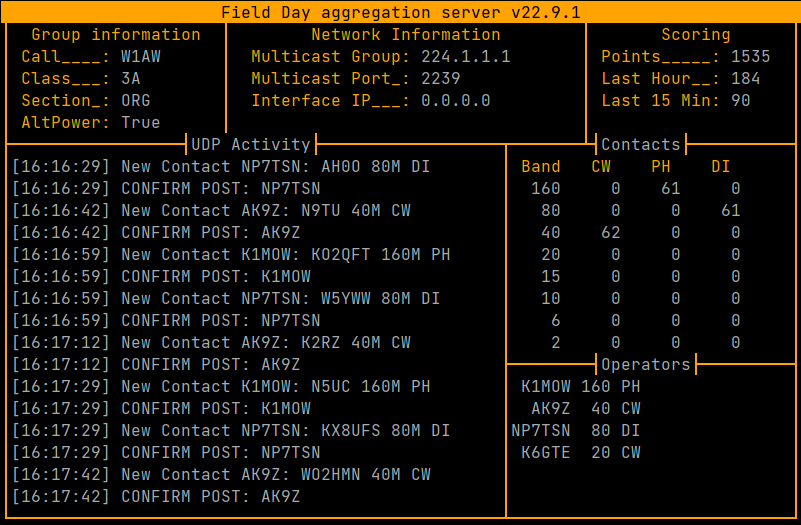 Field Day aggregation server v22.9.1
Group information
Call____: W1AW
Class___: 3A
Section_: ORG
AltPower: True
Network Information
Multicast Group: 224.1.1.1
Multicast Port_: 2239
Interface IP___: 0.0.0.0
Scoring
Points_____: 1535
Last Hour__: 184
Last 15 Min: 90
UDP Activity
[16:16:29] New Contact NP7TSN: AH0O 80M DI
[16:16:29] CONFIRM POST: NP7TSN
[16:16:42] New Contact AK9Z: N9TU 40M CW
[16:16:42] CONFIRM POST: AK9Z
[16:16:59] New Contact K1MOW: KO2QFT 160M PH
[16:16:59] CONFIRM POST: K1MOW
[16:16:59] New Contact NP7TSN: W5YWW 80M DI
[16:16:59] CONFIRM POST: NP7TSN
[16:17:12] New Contact AK9Z: K2RZ 40M CW
[16:17:12] CONFIRM POST: AK9Z
[16:17:29] New Contact K1MOW: N5UC 160M PH
[16:17:29] CONFIRM POST: K1MOW
[16:17:29] New Contact NP7TSN: KX8UFS 80M DI
[16:17:29] CONFIRM POST: NP7TSN
[16:17:42] New Contact AK9Z: WO2HMN 40M CW
[16:17:42] CONFIRM POST: AK9Z
Contacts
Band CW PH DI
160 0 61 0
80 0 0 61
40 62 0 0
20 0 0 0
15 0 0 0
10 0 0 0
6 0 0 0
2 0 0 0
Operators
K1MOW 160 PH
AK9Z 40 CW
NP7TSN 80 DI
K6GTE 20 CW